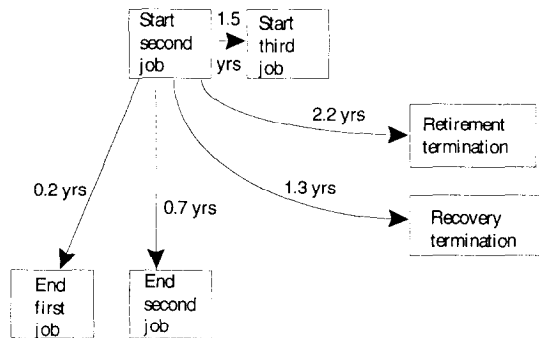 Start
second
job
1.5
yrs
Start
third
job
2.2 yrs
Retirement
termination
1.3 yrs
Recovery
termination
0.2 yrs
0.7 yrs
End
first
job
End
second
job